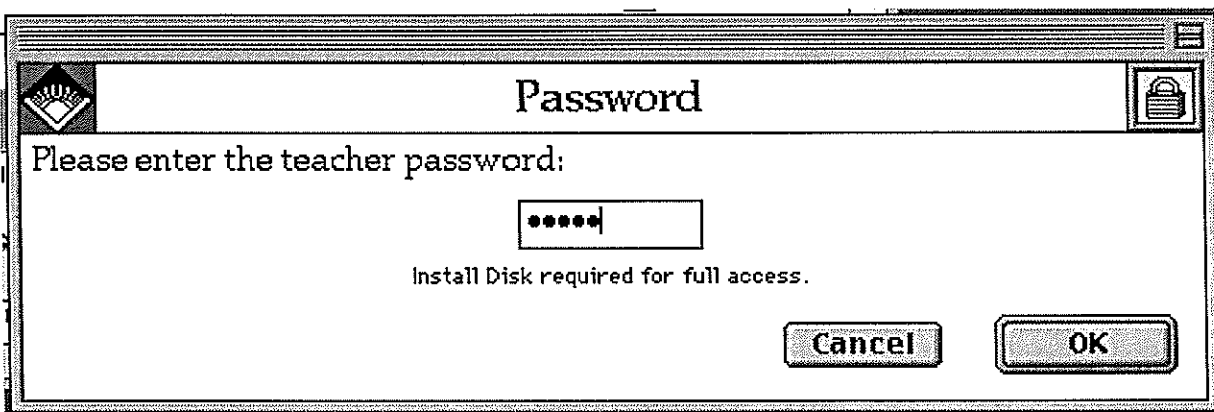 Password
Please enter the teacher password:
•••••
Install Disk required for full access.
Cancel
OK